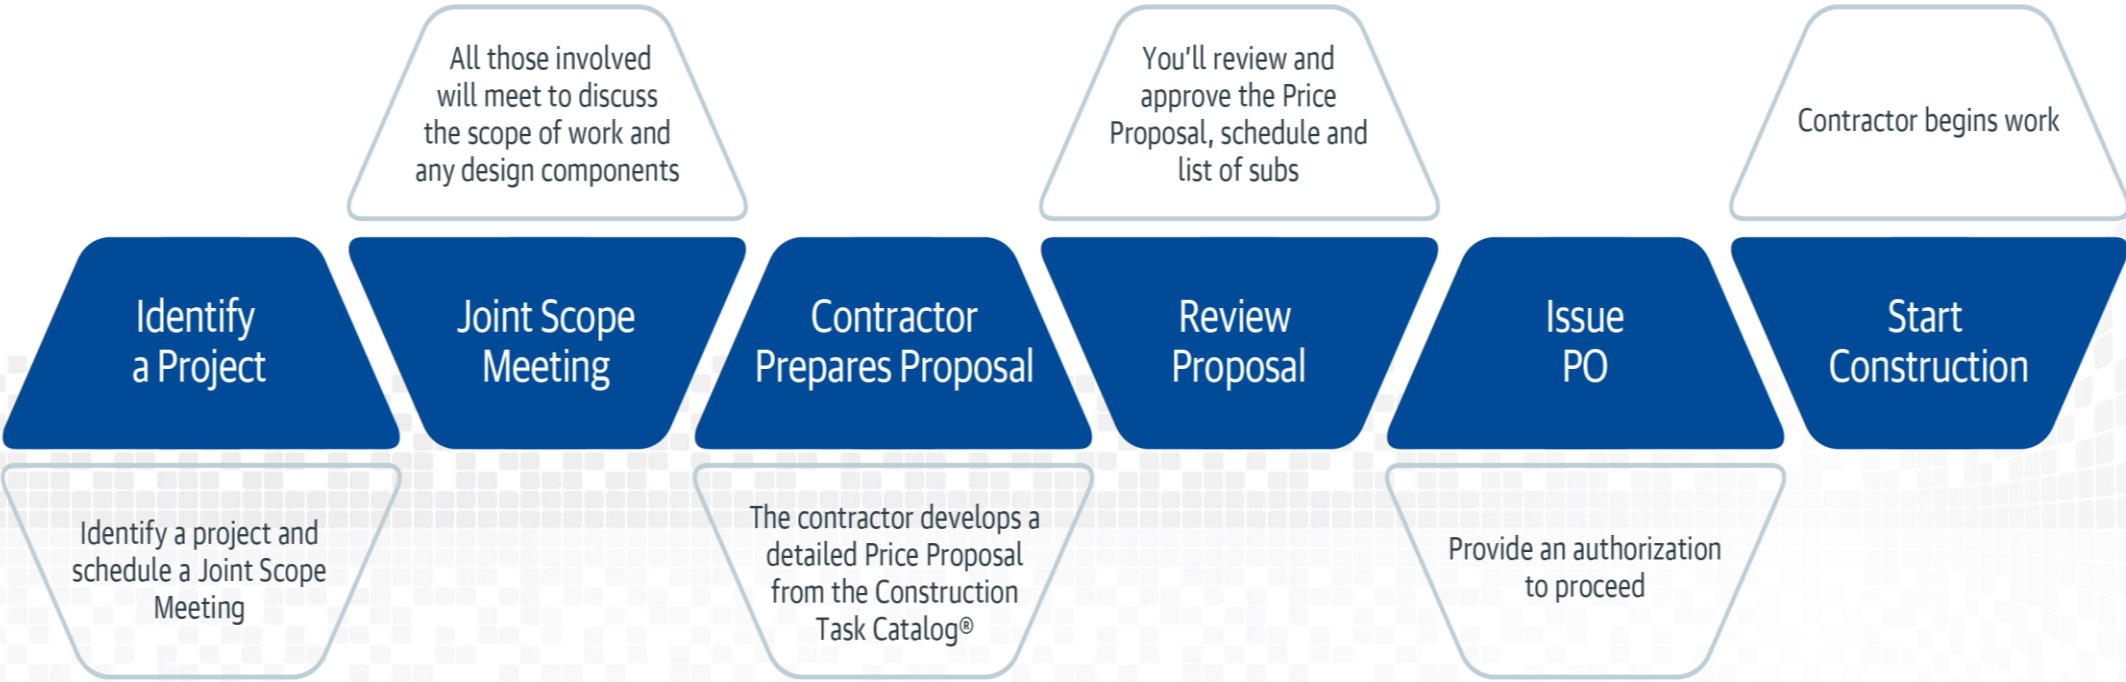 All those involved
will meet to discuss
the scope of work and
any design components
You'll review and
approve the Price
Proposal, schedule and
list of subs
Contractor begins work
Identify
a Project
Joint Scope
Meeting
Contractor
Prepares Proposal
Review
Proposal
Issue
PO
Start
Construction
Identify a project and
schedule a Joint Scope
Meeting
The contractor develops a
detailed Price Proposal
from the Construction
Task Catalog®
Provide an authorization
to proceed